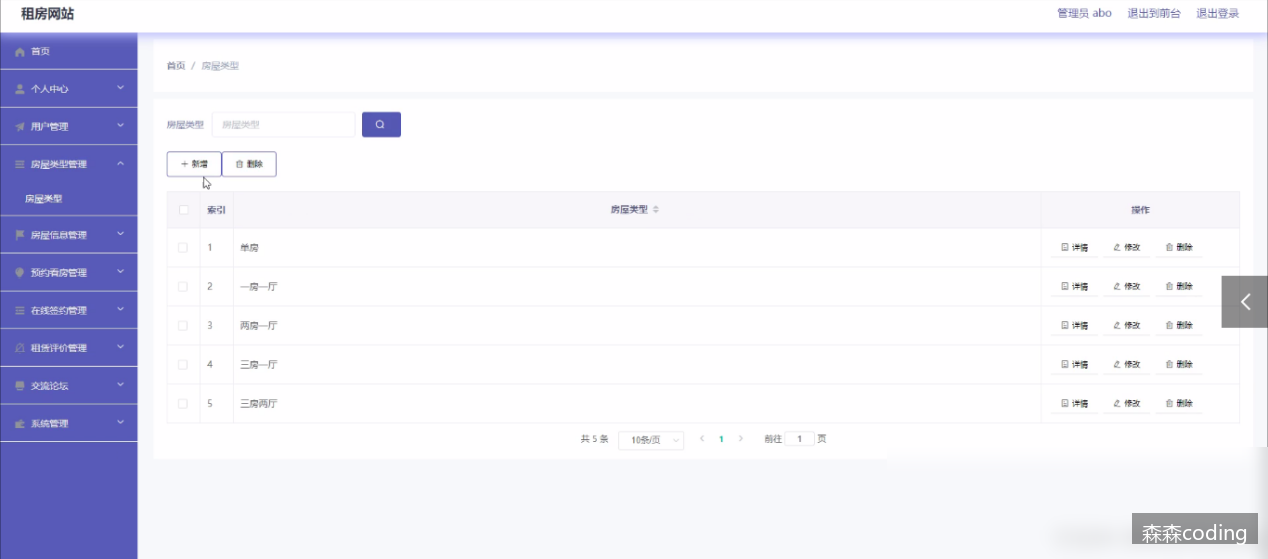 租房网站
管理员 abo 退出到前台 退出登录
首页
个人中心
用户管理
房屋类型管理
房屋类型
房屋信息管理
预约看房管理
在线签约管理
租赁评价管理
交流论坛
系统管理
首页 / 房屋类型
房屋类型 房屋类型
新增 删除
索引 房屋类型 操作
1 单房 详情 修改 删除
2 一房一厅 详情 修改 删除
3 两房一厅 详情 修改 删除
4 三房一厅 详情 修改 删除
5 三房两厅 详情 修改 删除
共 5 条 10条/页 1 前往 1 页
森森coding